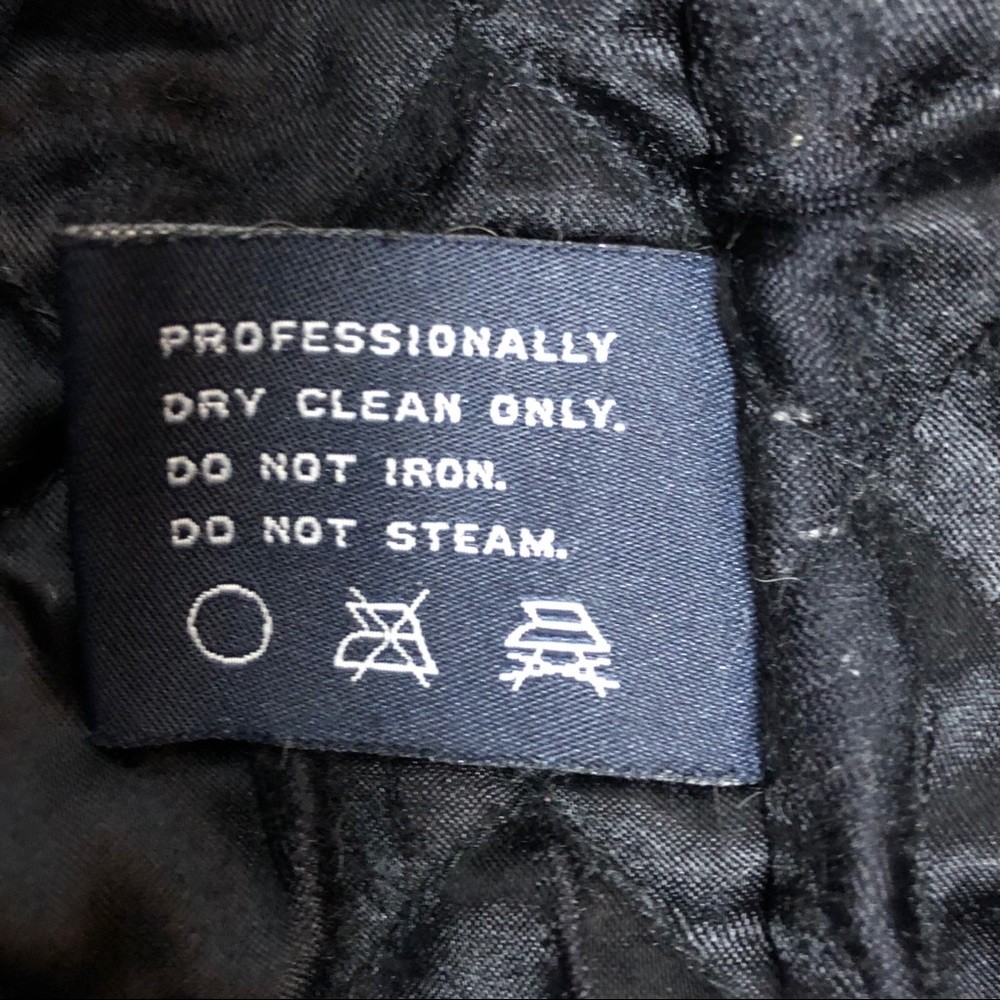 PROFESSIONALLY
DRY CLEAN ONLY.
DO NOT IRON.
DO NOT STEAM.